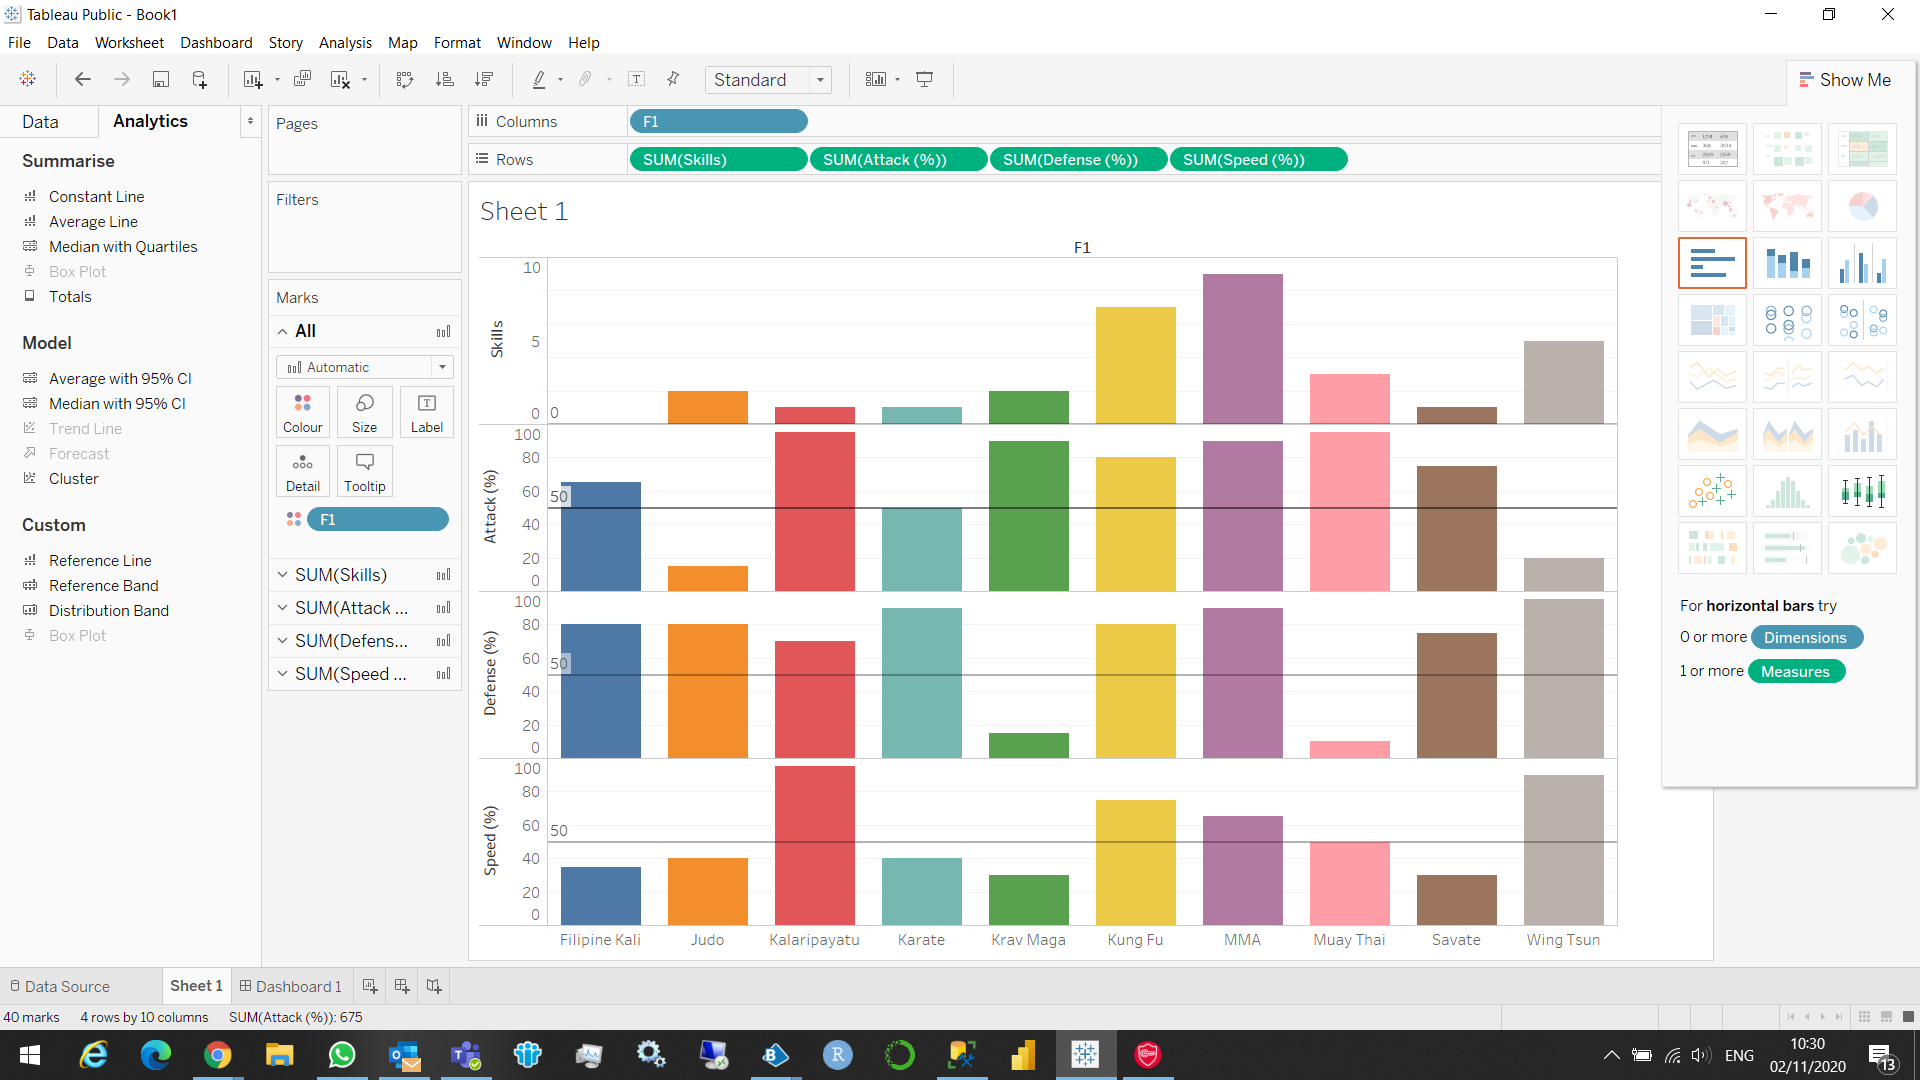 Tableau Public - Book1
File Data Worksheet Dashboard Story Analysis Map Format Window Help
Standard
Show Me
Data Analytics
Summarise
Constant Line
Average Line
Median with Quartiles
Box Plot
Totals
Model
Average with 95% CI
Median with 95% CI
Trend Line
Forecast
Cluster
Custom
Reference Line
Reference Band
Distribution Band
Box Plot
Pages
Filters
Marks
All
Automatic
Colour Size Label
Detail Tooltip
F1
SUM(Skills)
SUM(Attack ...
SUM(Defens...
SUM(Speed ...
Columns F1
Rows SUM(Skills) SUM(Attack (%)) SUM(Defense (%)) SUM(Speed (%))
Sheet 1
F1
Skills
10
5
0 0
Attack (%)
100
80
60 50
40
20
0
Defense (%)
100
80
60 50
40
20
0
Speed (%)
100
80
60 50
40
20
0
Filipine Kali Judo Kalaripayatu Karate Krav Maga Kung Fu MMA Muay Thai Savate Wing Tsun
For horizontal bars try
0 or more Dimensions
1 or more Measures
Data Source Sheet 1 Dashboard 1
40 marks 4 rows by 10 columns SUM(Attack (%)): 675
ENG
10:30
02/11/2020
13